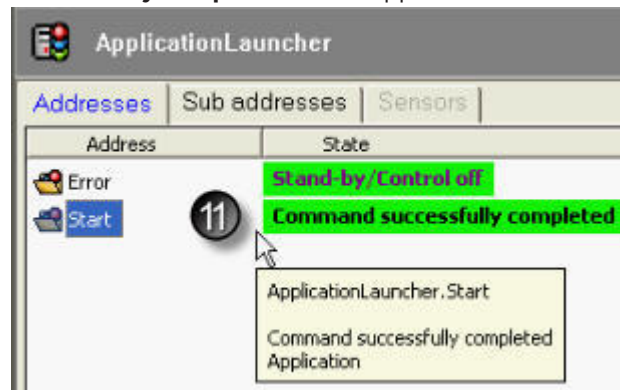 ApplicationLauncher
Addresses Sub addresses Sensors
Address State
Error Stand-by/Control off
Start 11 Command successfully completed
ApplicationLauncher.Start
Command successfully completed
Application